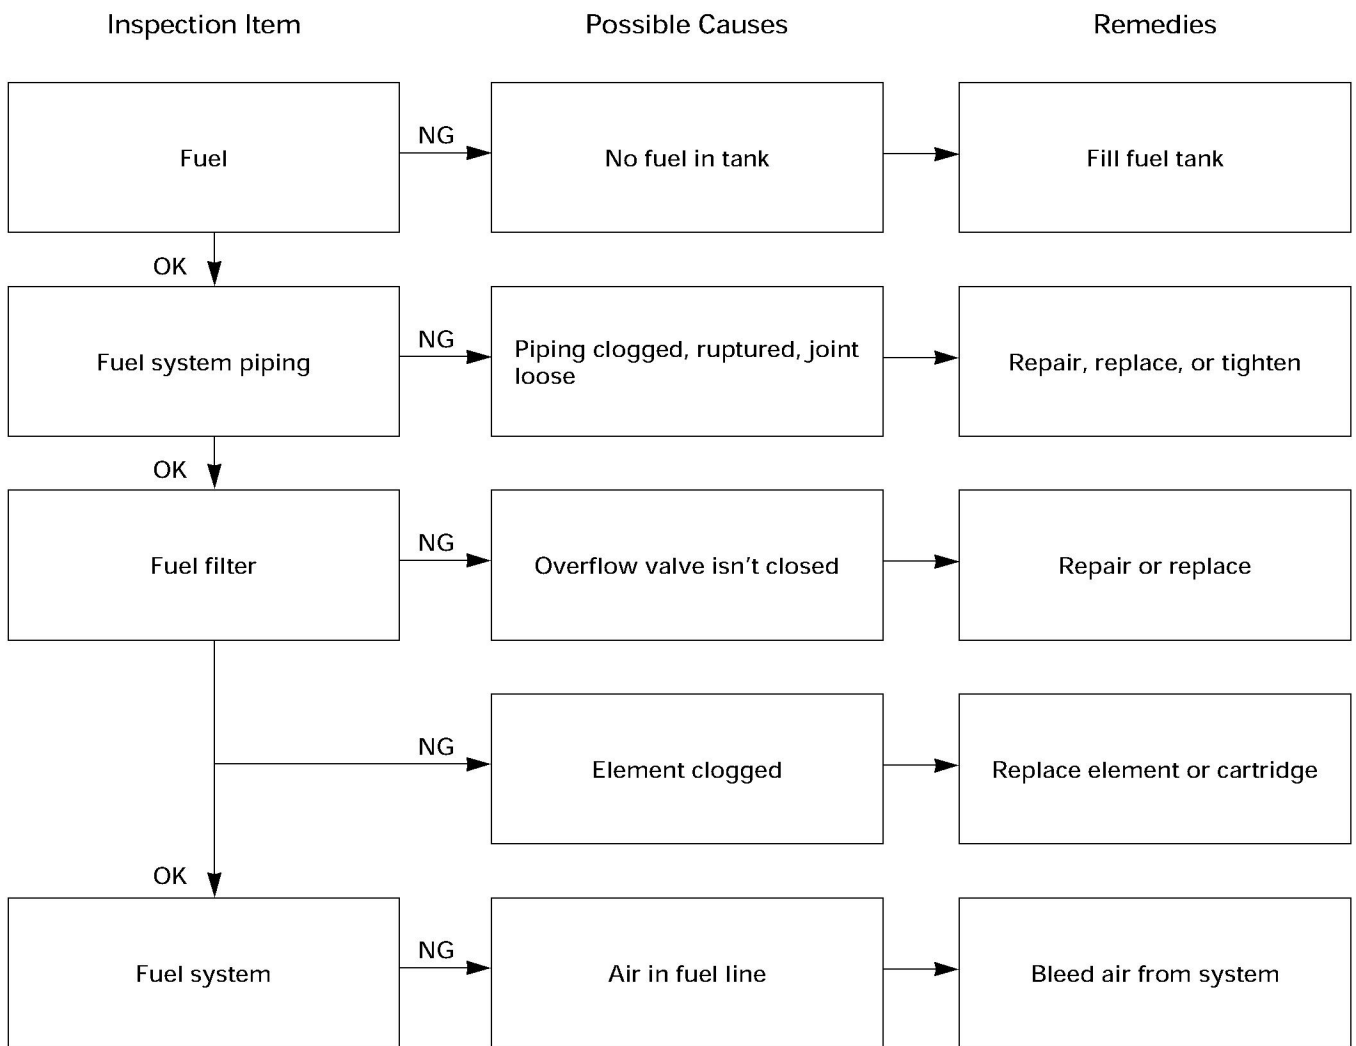 Inspection Item
Possible Causes
Remedies
Fuel
NG
No fuel in tank
Fill fuel tank
OK
Fuel system piping
NG
Piping clogged, ruptured, joint
loose
Repair, replace, or tighten
OK
Fuel filter
NG
Overflow valve isn't closed
Repair or replace
NG
Element clogged
Replace element or cartridge
OK
Fuel system
NG
Air in fuel line
Bleed air from system